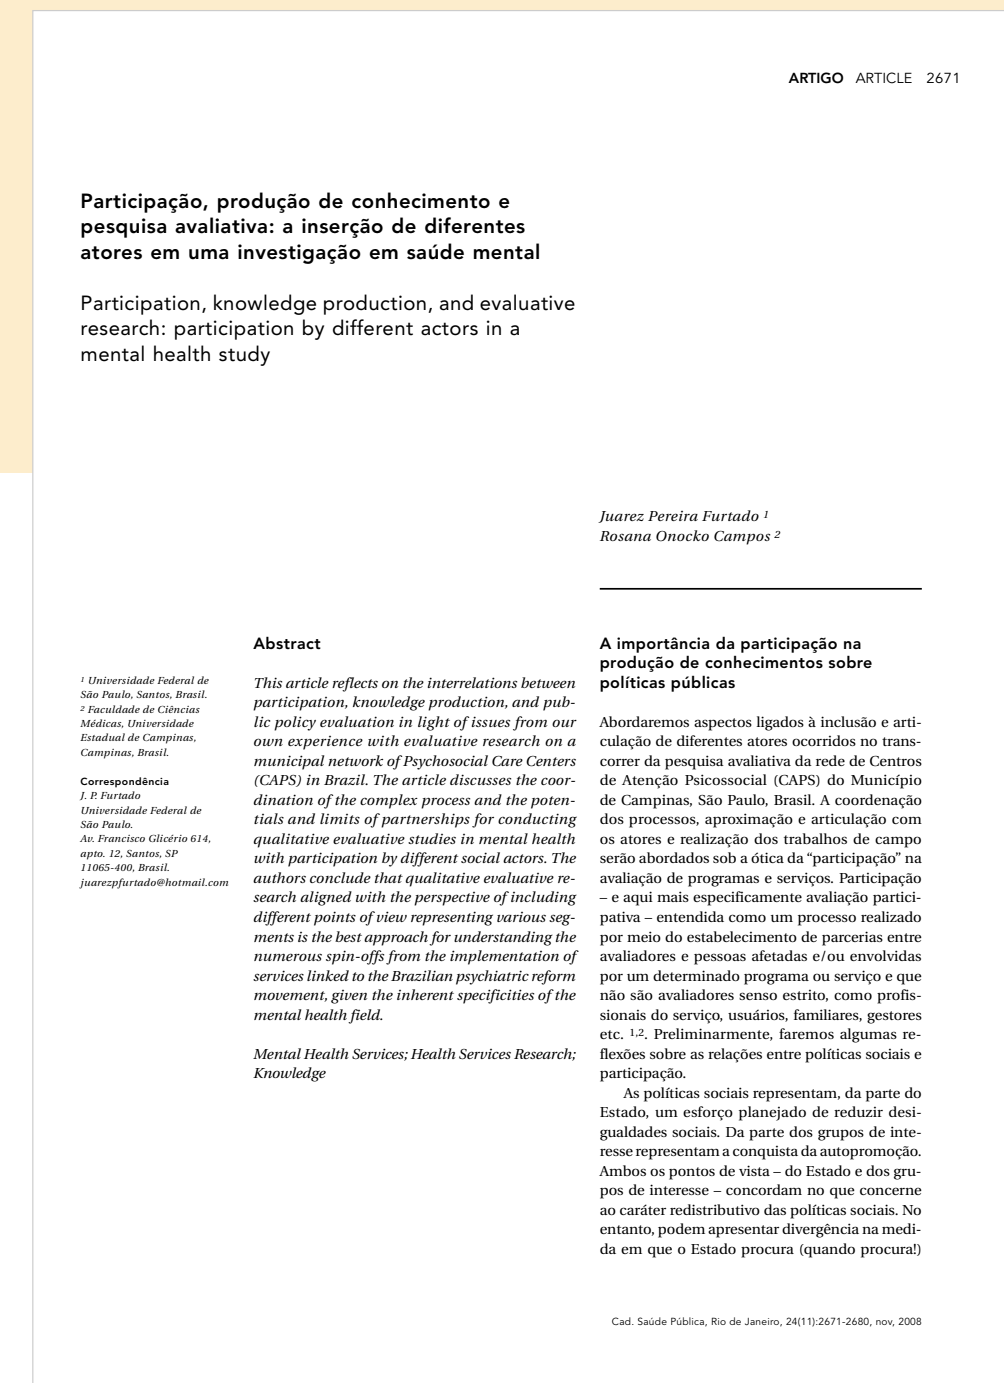 ARTIGO ARTICLE 2671
Participação, produção de conhecimento e
pesquisa avaliativa: a inserção de diferentes
atores em uma investigação em saúde mental
Participation, knowledge production, and evaluative
research: participation by different actors in a
mental health study
Juarez Pereira Furtado 1
Rosana Onocko Campos 2
1 Universidade Federal de
São Paulo, Santos, Brasil.
2 Faculdade de Ciências
Médicas, Universidade
Estadual de Campinas,
Campinas, Brasil.
Correspondência
J. P. Furtado
Universidade Federal de
São Paulo.
Av. Francisco Glicério 614,
apto. 12, Santos, SP
11065-400, Brasil.
juarezpfurtado@hotmail.com
Abstract
This article reflects on the interrelations between
participation, knowledge production, and pub-
lic policy evaluation in light of issues from our
own experience with evaluative research on a
municipal network of Psychosocial Care Centers
(CAPS) in Brazil. The article discusses the coor-
dination of the complex process and the poten-
tials and limits of partnerships for conducting
qualitative evaluative studies in mental health
with participation by different social actors. The
authors conclude that qualitative evaluative re-
search aligned with the perspective of including
different points of view representing various seg-
ments is the best approach for understanding the
numerous spin-offs from the implementation of
services linked to the Brazilian psychiatric reform
movement, given the inherent specificities of the
mental health field.
Mental Health Services; Health Services Research;
Knowledge
A importância da participação na
produção de conhecimentos sobre
políticas públicas
Abordaremos aspectos ligados à inclusão e arti-
culação de diferentes atores ocorridos no trans-
correr da pesquisa avaliativa da rede de Centros
de Atenção Psicossocial (CAPS) do Município
de Campinas, São Paulo, Brasil. A coordenação
dos processos, aproximação e articulação com
os atores e realização dos trabalhos de campo
serão abordados sob a ótica da “participação” na
avaliação de programas e serviços. Participação
– e aqui mais especificamente avaliação partici-
pativa – entendida como um processo realizado
por meio do estabelecimento de parcerias entre
avaliadores e pessoas afetadas e/ou envolvidas
por um determinado programa ou serviço e que
não são avaliadores senso estrito, como profis-
sionais do serviço, usuários, familiares, gestores
etc. 1,2. Preliminarmente, faremos algumas re-
flexões sobre as relações entre políticas sociais e
participação.
As políticas sociais representam, da parte do
Estado, um esforço planejado de reduzir desi-
gualdades sociais. Da parte dos grupos de inte-
resse representam a conquista da autopromoção.
Ambos os pontos de vista – do Estado e dos gru-
pos de interesse – concordam no que concerne
ao caráter redistributivo das políticas sociais. No
entanto, podem apresentar divergência na medi-
da em que o Estado procura (quando procura!)
Cad. Saúde Pública, Rio de Janeiro, 24(11):2671-2680, nov, 2008